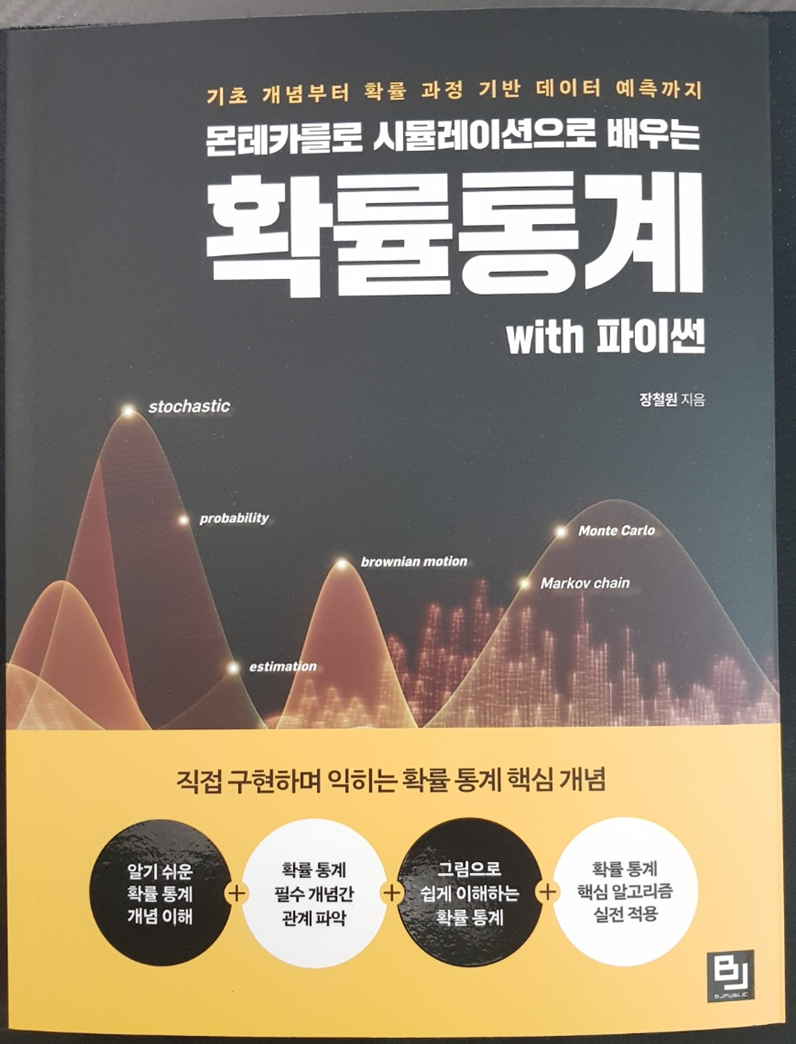 기초 개념부터 확률 과정 기반 데이터 예측까지
몬테카를로 시뮬레이션으로 배우는
확률통계
with 파이썬
장철원 지음
stochastic
probability
brownian motion
Monte Carlo
Markov chain
estimation
직접 구현하며 익히는 확률 통계 핵심 개념
알기 쉬운
확률 통계
개념 이해
+
확률 통계
필수 개념간
관계 파악
+
그림으로
쉽게 이해하는
확률 통계
+
확률 통계
핵심 알고리즘
실전 적용
BJ
BJPUBLIC